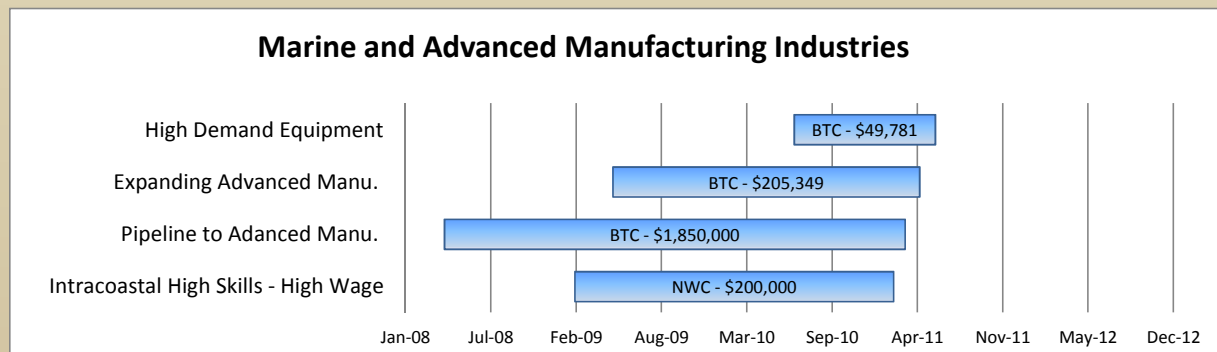 Marine and Advanced Manufacturing Industries
High Demand Equipment
BTC - $49,781
Expanding Advanced Manu.
BTC - $205,349
Pipeline to Adanced Manu.
BTC - $1,850,000
Intracoastal High Skills - High Wage
NWC - $200,000
Jan-08 Jul-08 Feb-09 Aug-09 Mar-10 Sep-10 Apr-11 Nov-11 May-12 Dec-12